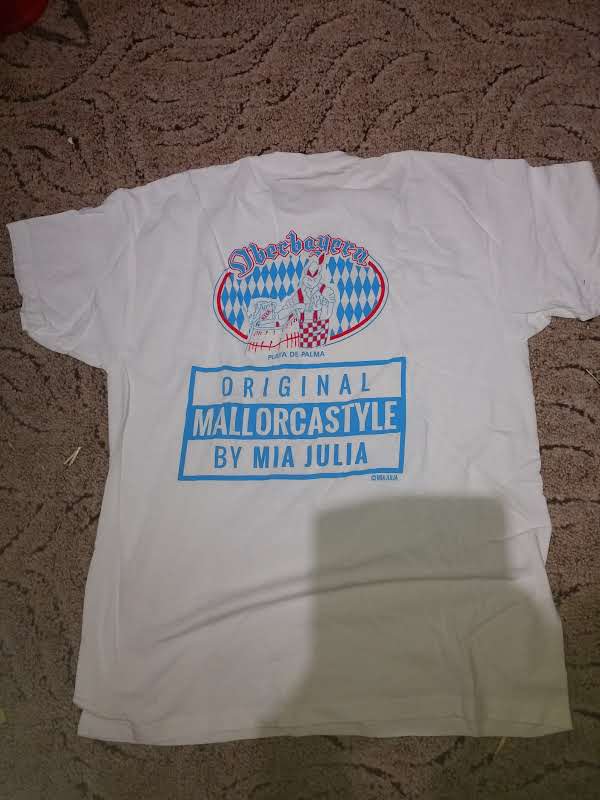 Oberbayern
PLAYA DE PALMA
ORIGINAL
MALLORCASTYLE
BY MIA JULIA
©MIA JULIA